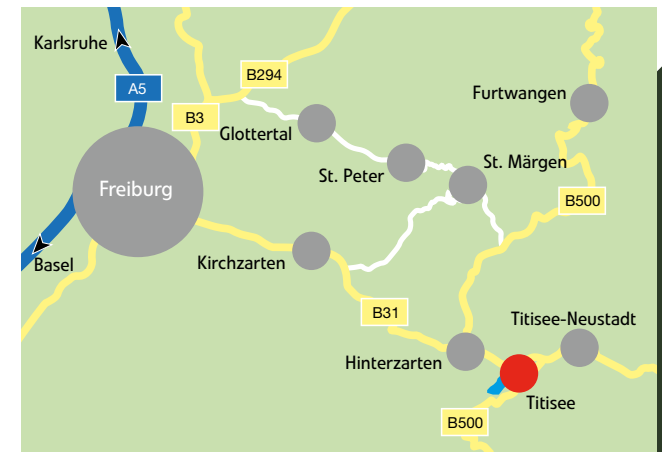 Karlsruhe
B294
A5
Furtwangen
B3
Glottertal
St. Märgen
St. Peter
Freiburg
B500
Kirchzarten
Basel
B31
Titisee-Neustadt
Hinterzarten
Titisee
B500